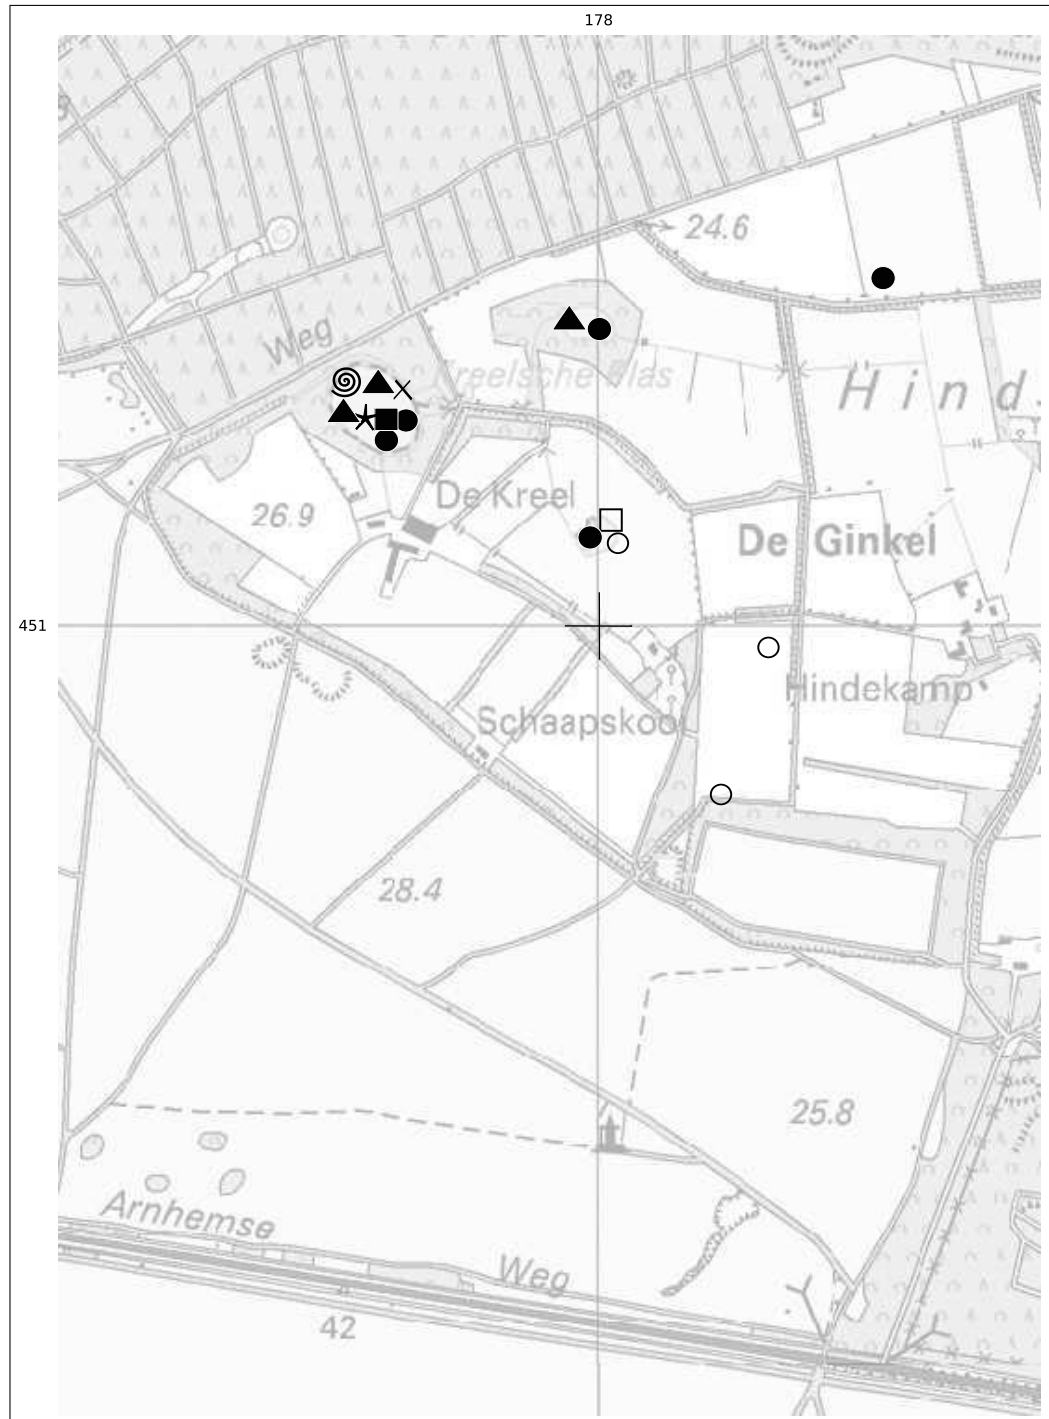 178
24.6
Weg
Kreelsche Plas
Hind
De Kreel
26.9
De Ginkel
451
Hindekamp
Schaapskooi
28.4
25.8
Arnhemse
Weg
42